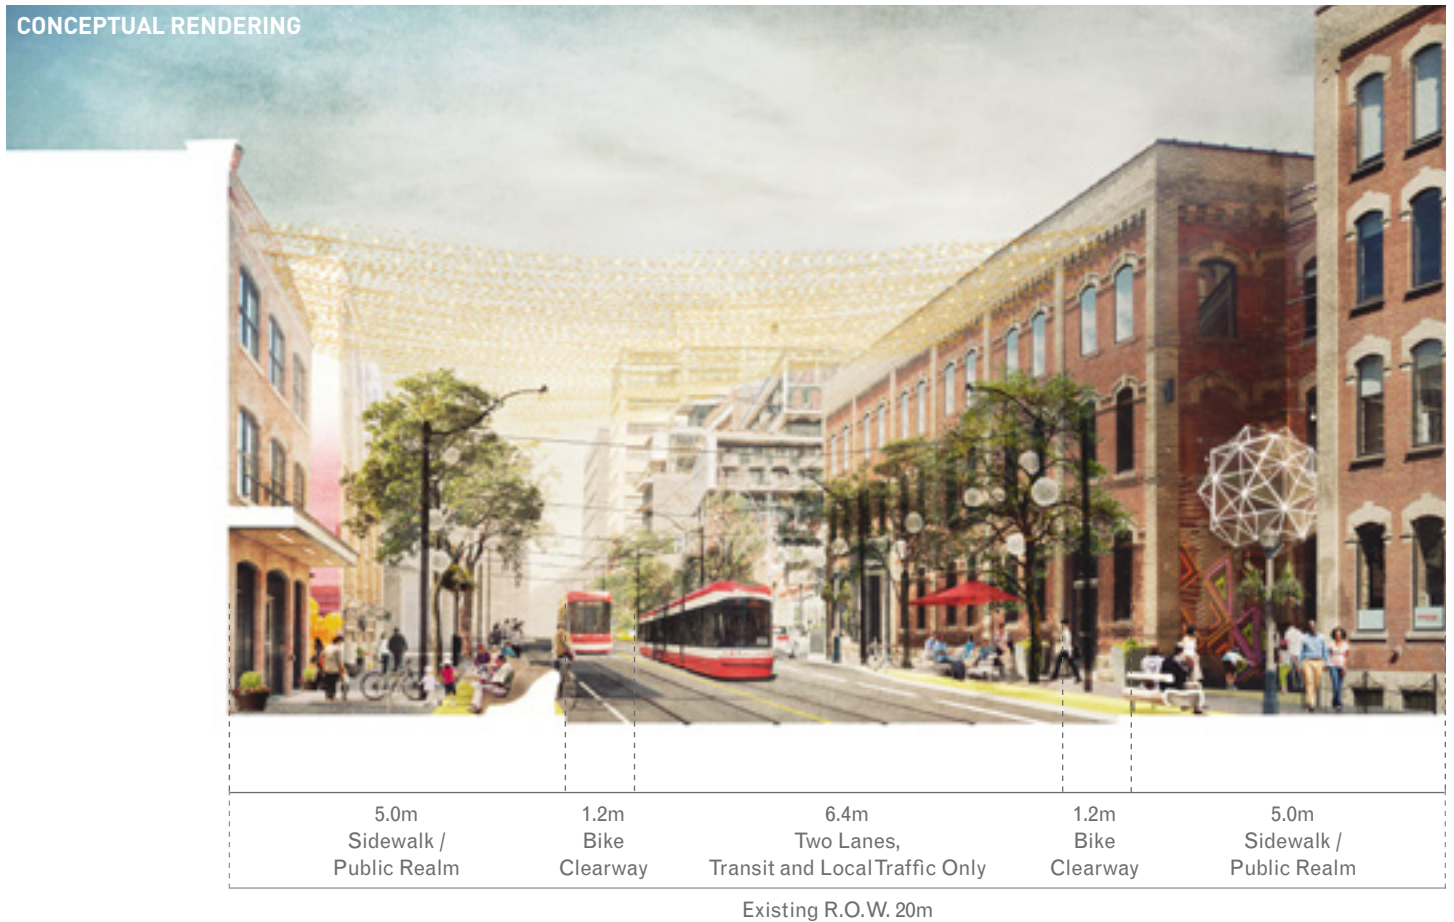 CONCEPTUAL RENDERING
5.0m
Sidewalk /
Public Realm
1.2m
Bike
Clearway
6.4m
Two Lanes,
Transit and Local Traffic Only
1.2m
Bike
Clearway
5.0m
Sidewalk /
Public Realm
Existing R.O.W. 20m